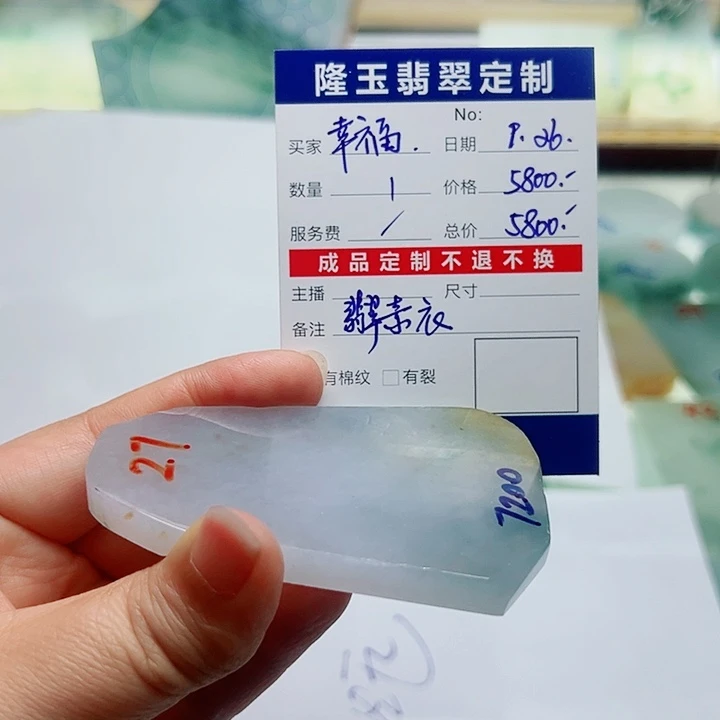 隆玉翡翠定制
No:
买家 幸福. 日期 9.26.
数量 1 价格 5800.-
服务费 / 总价 5800.-
成品定制不退不换
主播 尺寸
备注 翡翠素衣
有棉纹 □有裂
27.
7200